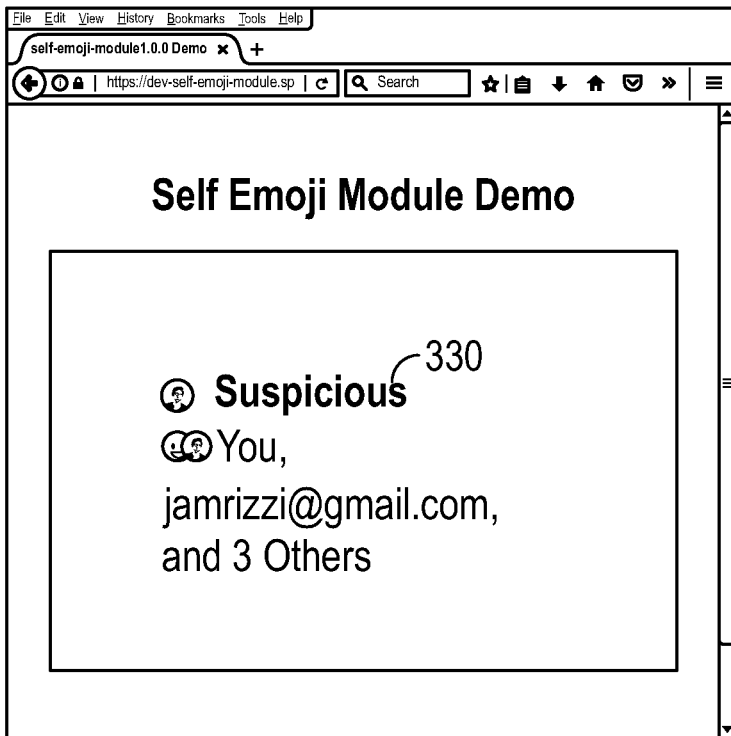 File Edit View History Bookmarks Tools Help
self-emoji-module1.0.0 Demo
https://dev-self-emoji-module.sp
Search
Self Emoji Module Demo
330
Suspicious
You,
jamrizzi@gmail.com,
and 3 Others